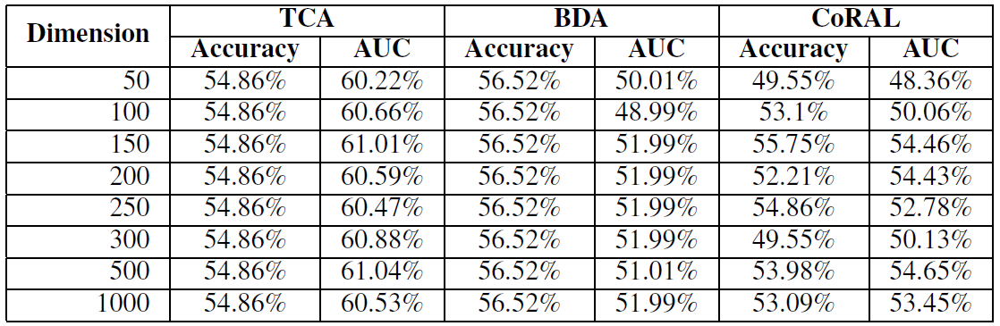 Dimension TCA BDA CoRAL
Accuracy AUC Accuracy AUC Accuracy AUC
50 54.86% 60.22% 56.52% 50.01% 49.55% 48.36%
100 54.86% 60.66% 56.52% 48.99% 53.1% 50.06%
150 54.86% 61.01% 56.52% 51.99% 55.75% 54.46%
200 54.86% 60.59% 56.52% 51.99% 52.21% 54.43%
250 54.86% 60.47% 56.52% 51.99% 54.86% 52.78%
300 54.86% 60.88% 56.52% 51.99% 49.55% 50.13%
500 54.86% 61.04% 56.52% 51.01% 53.98% 54.65%
1000 54.86% 60.53% 56.52% 51.99% 53.09% 53.45%